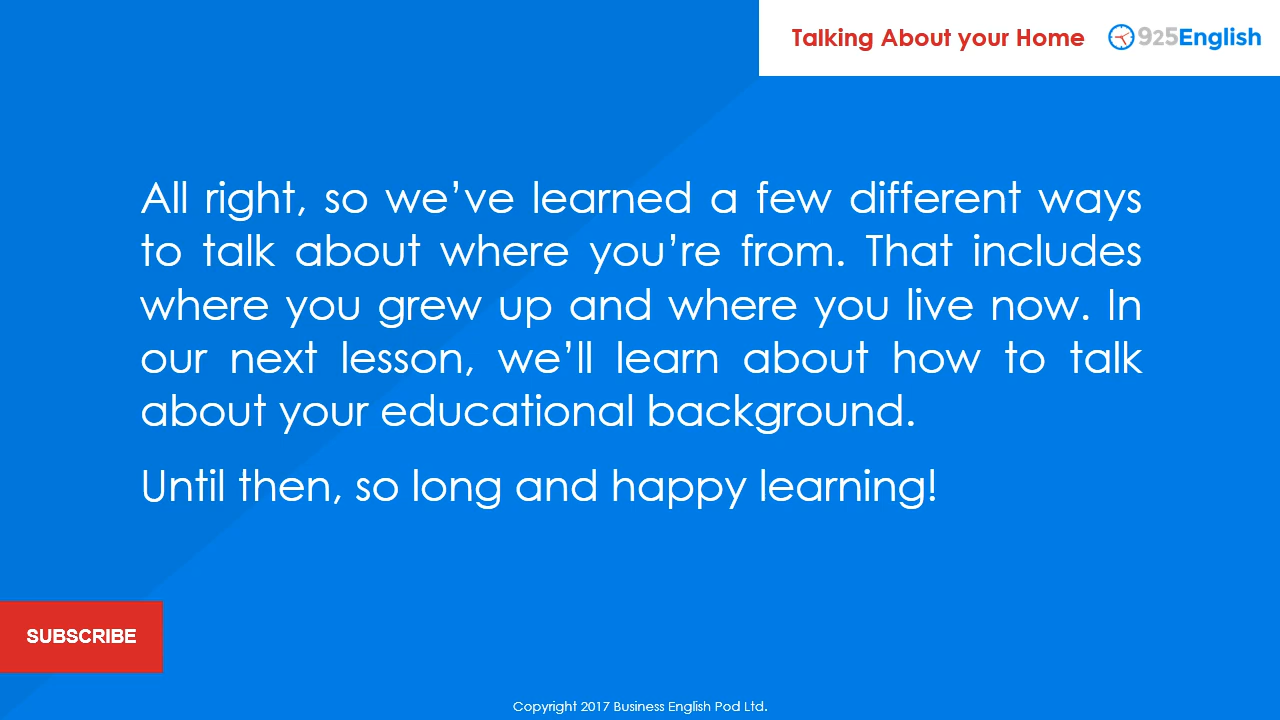 Talking About your Home
925English
All right, so we’ve learned a few different ways
to talk about where you’re from. That includes
where you grew up and where you live now. In
our next lesson, we’ll learn about how to talk
about your educational background.
Until then, so long and happy learning!
SUBSCRIBE
Copyright 2017 Business English Pod Ltd.